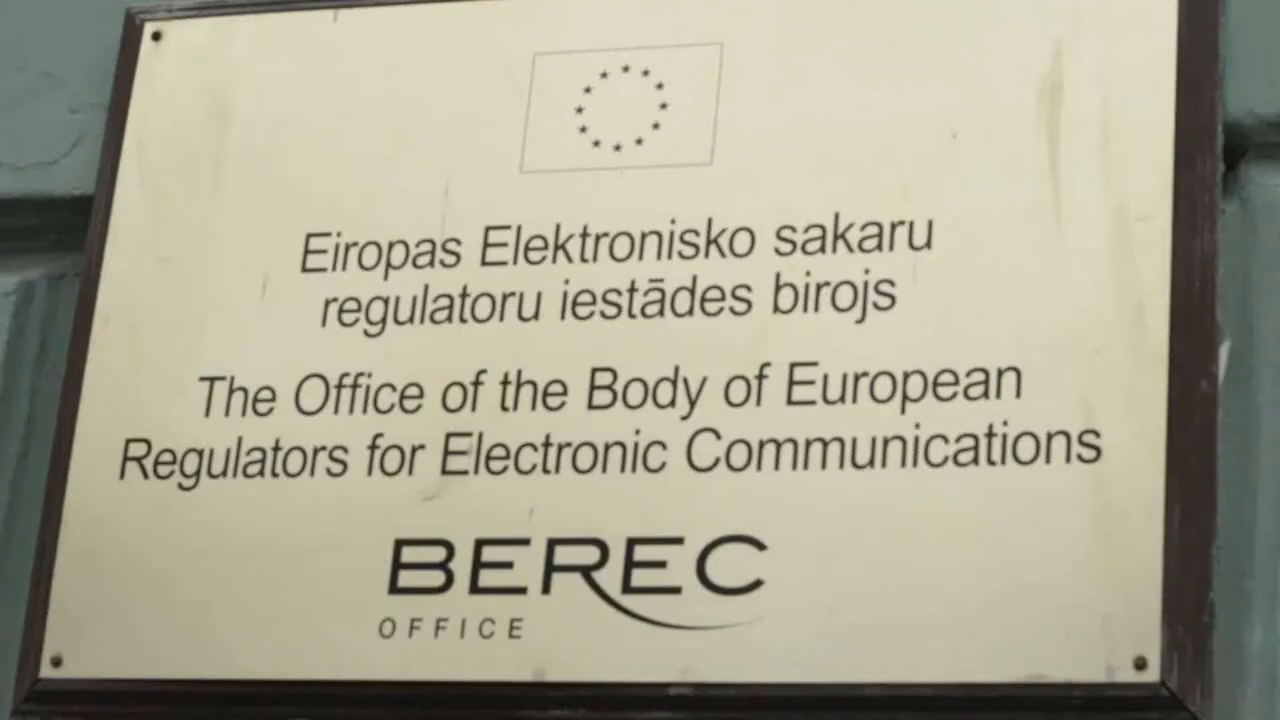 Eiropas Elektronisko sakaru
regulatoru iestādes birojs
The Office of the Body of European
Regulators for Electronic Communications
BEREC
OFFICE